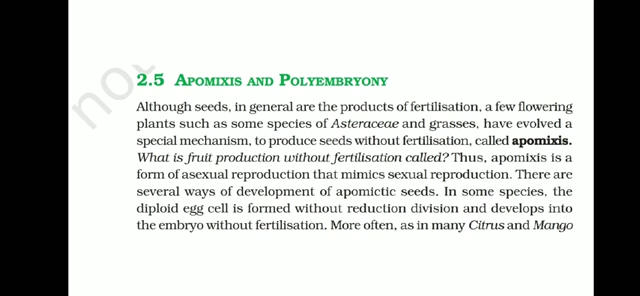 not
2.5 APOMIXIS AND POLYEMBRYONY
Although seeds, in general are the products of fertilisation, a few flowering
plants such as some species of Asteraceae and grasses, have evolved a
special mechanism, to produce seeds without fertilisation, called apomixis.
What is fruit production without fertilisation called? Thus, apomixis is a
form of asexual reproduction that mimics sexual reproduction. There are
several ways of development of apomictic seeds. In some species, the
diploid egg cell is formed without reduction division and develops into
the embryo without fertilisation. More often, as in many Citrus and Mango